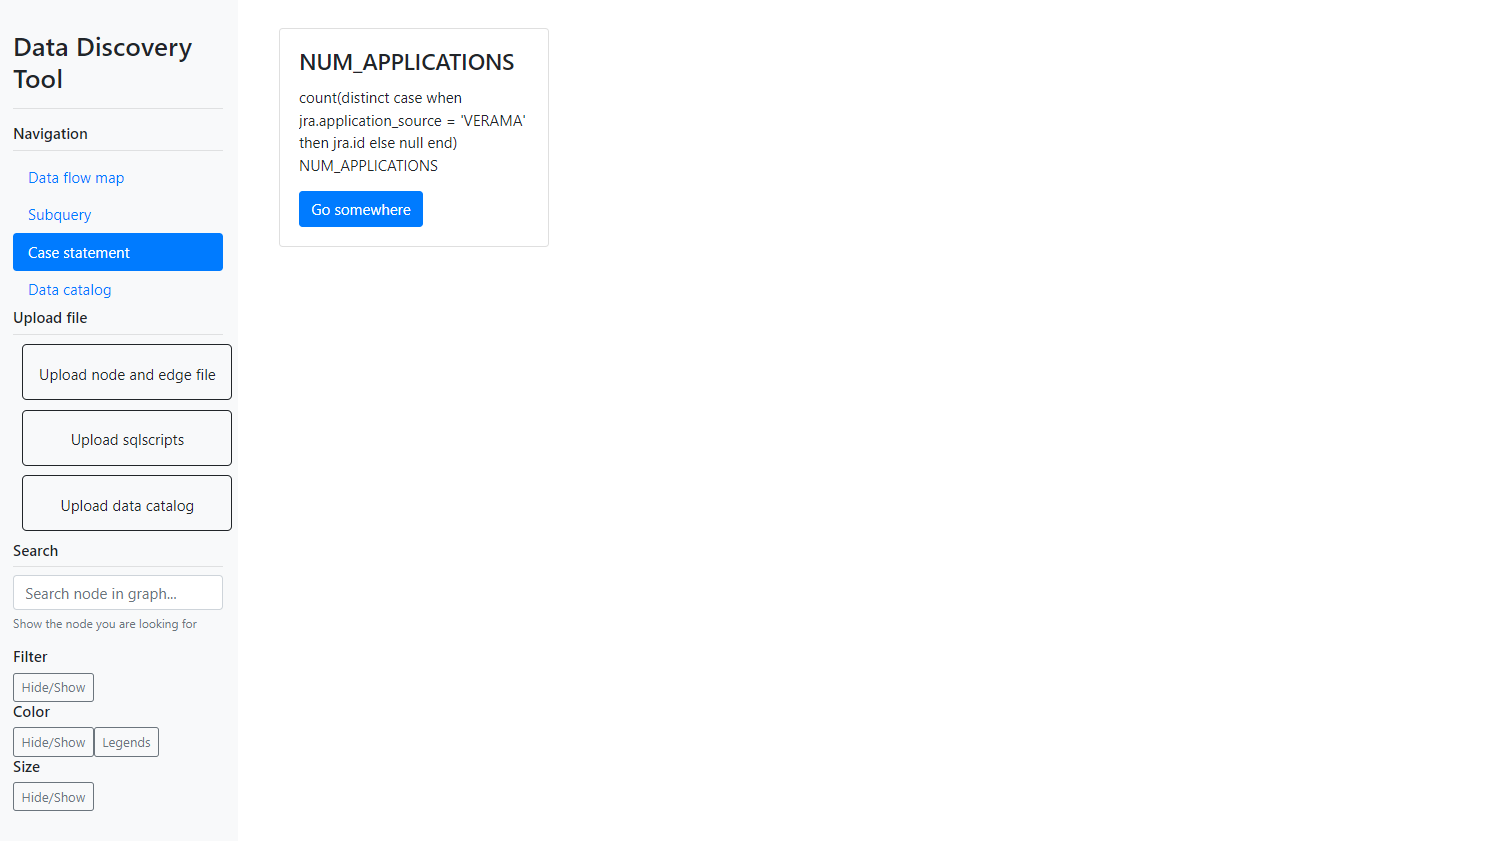 Data Discovery
Tool
Navigation
Data flow map
Subquery
Case statement
Data catalog
Upload file
Upload node and edge file
Upload sqlscripts
Upload data catalog
Search
Search node in graph...
Show the node you are looking for
Filter
Hide/Show
Color
Hide/Show Legends
Size
Hide/Show
NUM_APPLICATIONS
count(distinct case when
jra.application_source = 'VERAMA'
then jra.id else null end)
NUM_APPLICATIONS
Go somewhere